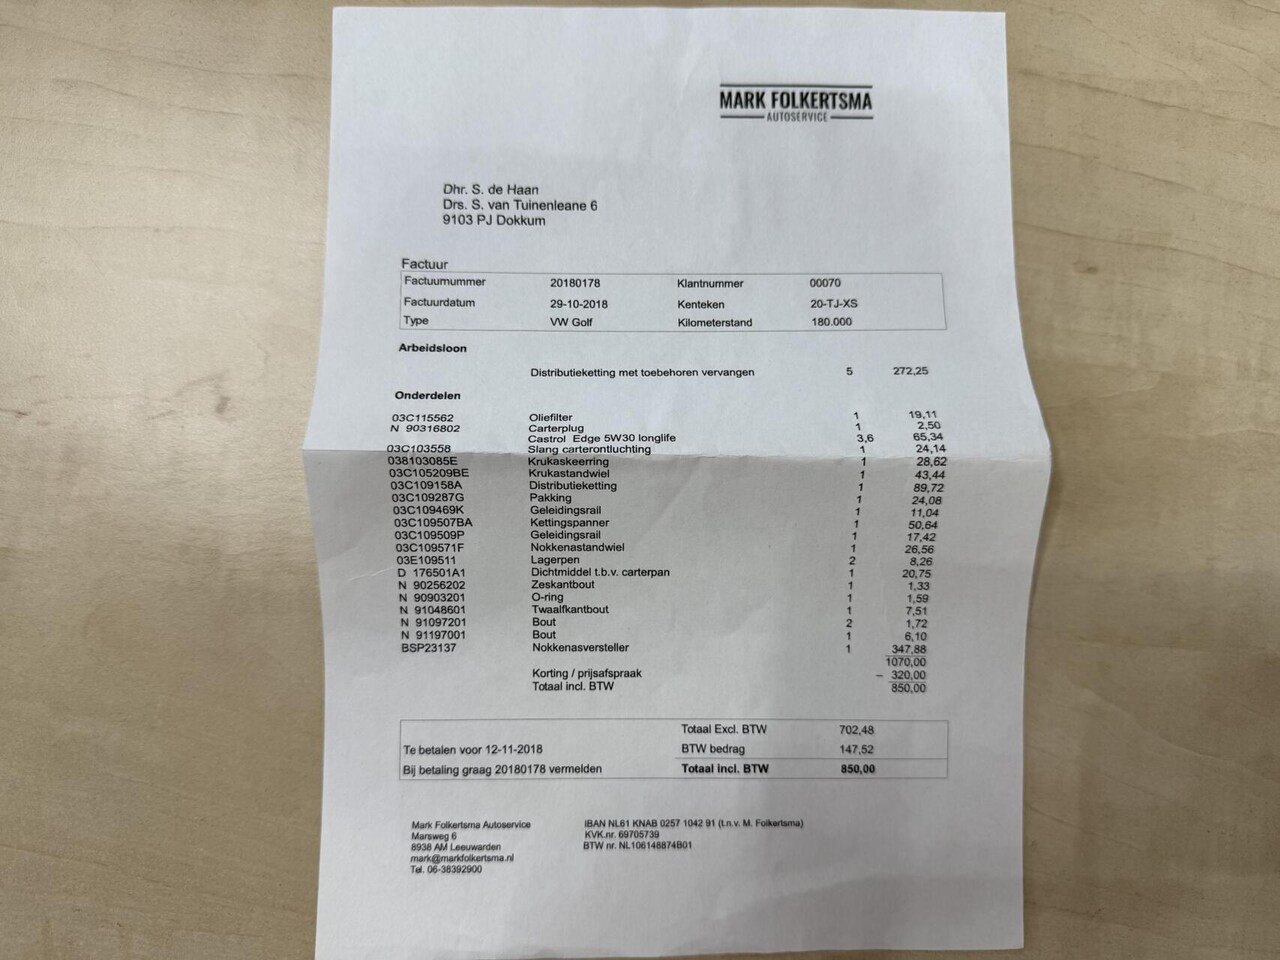 MARK FOLKERTSMA
AUTOSERVICE
Dhr. S. de Haan
Drs. S. van Tuinenleane 6
9103 PJ Dokkum
Factuur
Factuurnummer 20180178 Klantnummer 00070
Factuurdatum 29-10-2018 Kenteken 20-TJ-XS
Type VW Golf Kilometerstand 180.000
Arbeidsloon
Distributieketting met toebehoren vervangen 5 272,25
Onderdelen
03C115562 Oliefilter 1 19,11
N 90316802 Carterplug 1 2,50
Castrol Edge 5W30 longlife 3,6 65,34
03C103558 Slang carterontluchting 1 24,14
038103085E Krukaskeerring 1 28,62
03C105209BE Krukastandwiel 1 43,44
03C109158A Distributieketting 1 89,72
03C109287G Pakking 1 24,08
03C109469K Geleidingsrail 1 11,04
03C109507BA Kettingspanner 1 50,64
03C109509P Geleidingsrail 1 17,42
03C109571F Nokkenastandwiel 1 26,56
03E109511 Lagerpen 2 8,26
D 176501A1 Dichtmiddel t.b.v. carterpan 1 20,75
N 90256202 Zeskantbout 1 1,33
N 90903201 O-ring 1 1,59
N 91048601 Twaalfkantbout 1 7,51
N 91097201 Bout 2 1,72
N 91197001 Bout 1 6,10
BSP23137 Nokkenasversteller 1 347,88
1070,00
Korting / prijsafspraak – 320,00
Totaal incl. BTW 850,00
Totaal Excl. BTW 702,48
Te betalen voor 12-11-2018 BTW bedrag 147,52
Bij betaling graag 20180178 vermelden Totaal incl. BTW 850,00
Mark Folkertsma Autoservice IBAN NL61 KNAB 0257 1042 91 (t.n.v. M. Folkertsma)
Marsweg 6 KVK.nr. 69705739
8938 AM Leeuwarden BTW nr. NL106148874B01
mark@markfolkertsma.nl
Tel. 06-38392900